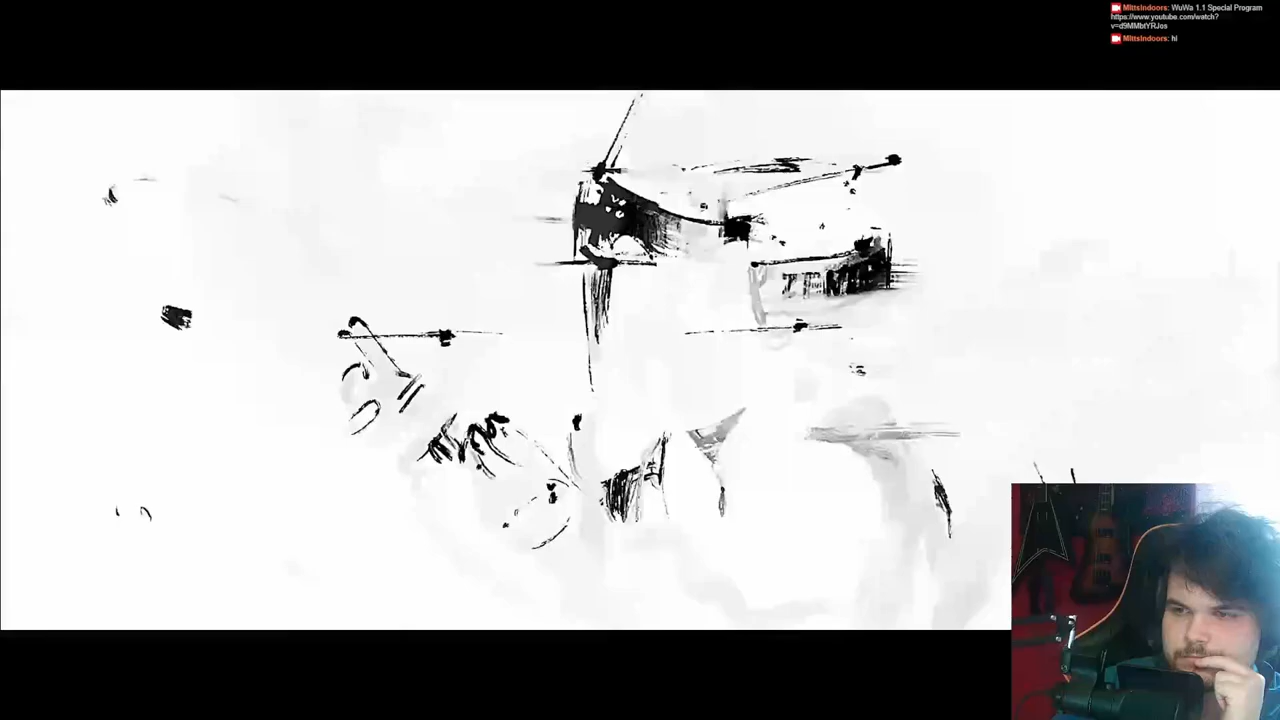 MittsIndoors: WuWa 1.1 Special Program
https://www.youtube.com/watch?
v=d9MMbtYRJos
MittsIndoors: hi